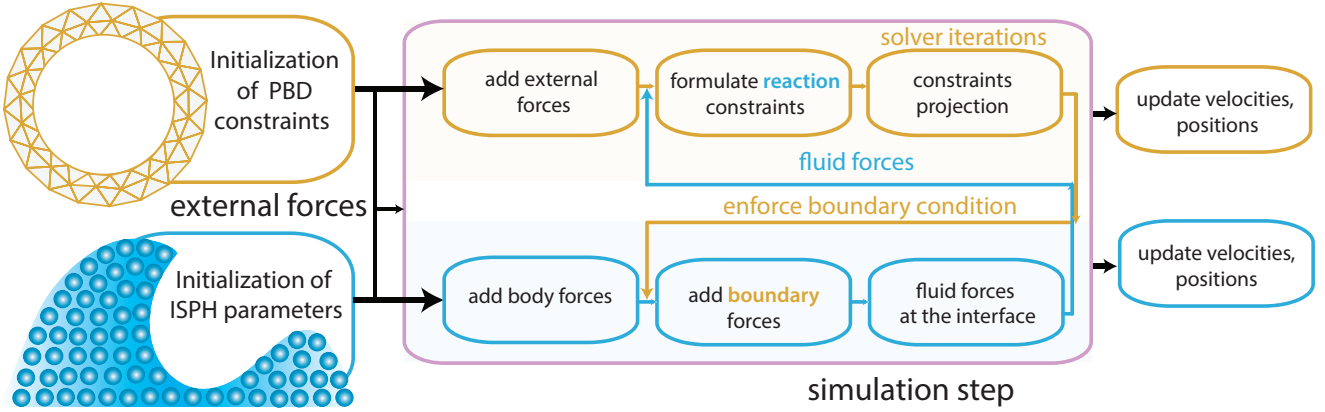 Initialization
of PBD
constraints
external forces
Initialization of
ISPH parameters
solver iterations
add external
forces
formulate reaction
constraints
constraints
projection
fluid forces
enforce boundary condition
add body forces
add boundary
forces
fluid forces
at the interface
simulation step
update velocities,
positions
update velocities,
positions